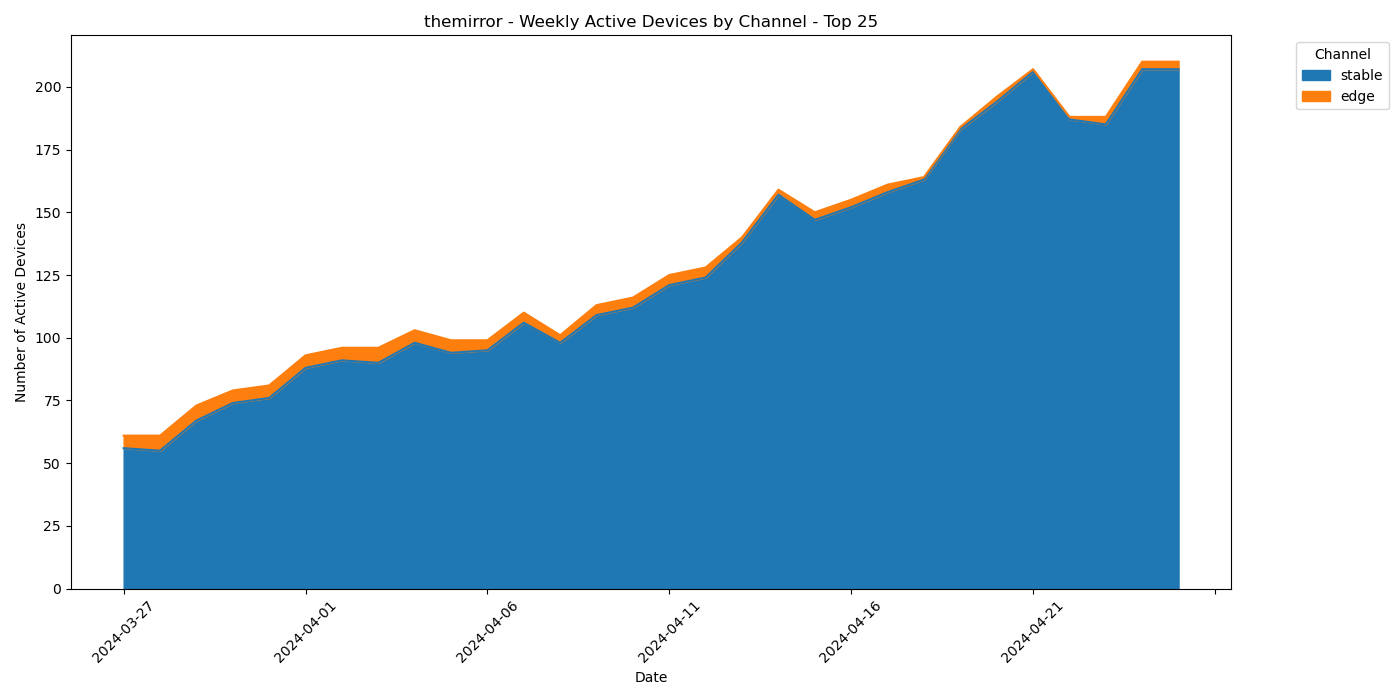 themirror - Weekly Active Devices by Channel - Top 25
Channel
stable
edge
Number of Active Devices
200
175
150
125
100
75
50
25
0
2024-03-27
2024-04-01
2024-04-06
2024-04-11
2024-04-16
2024-04-21
Date